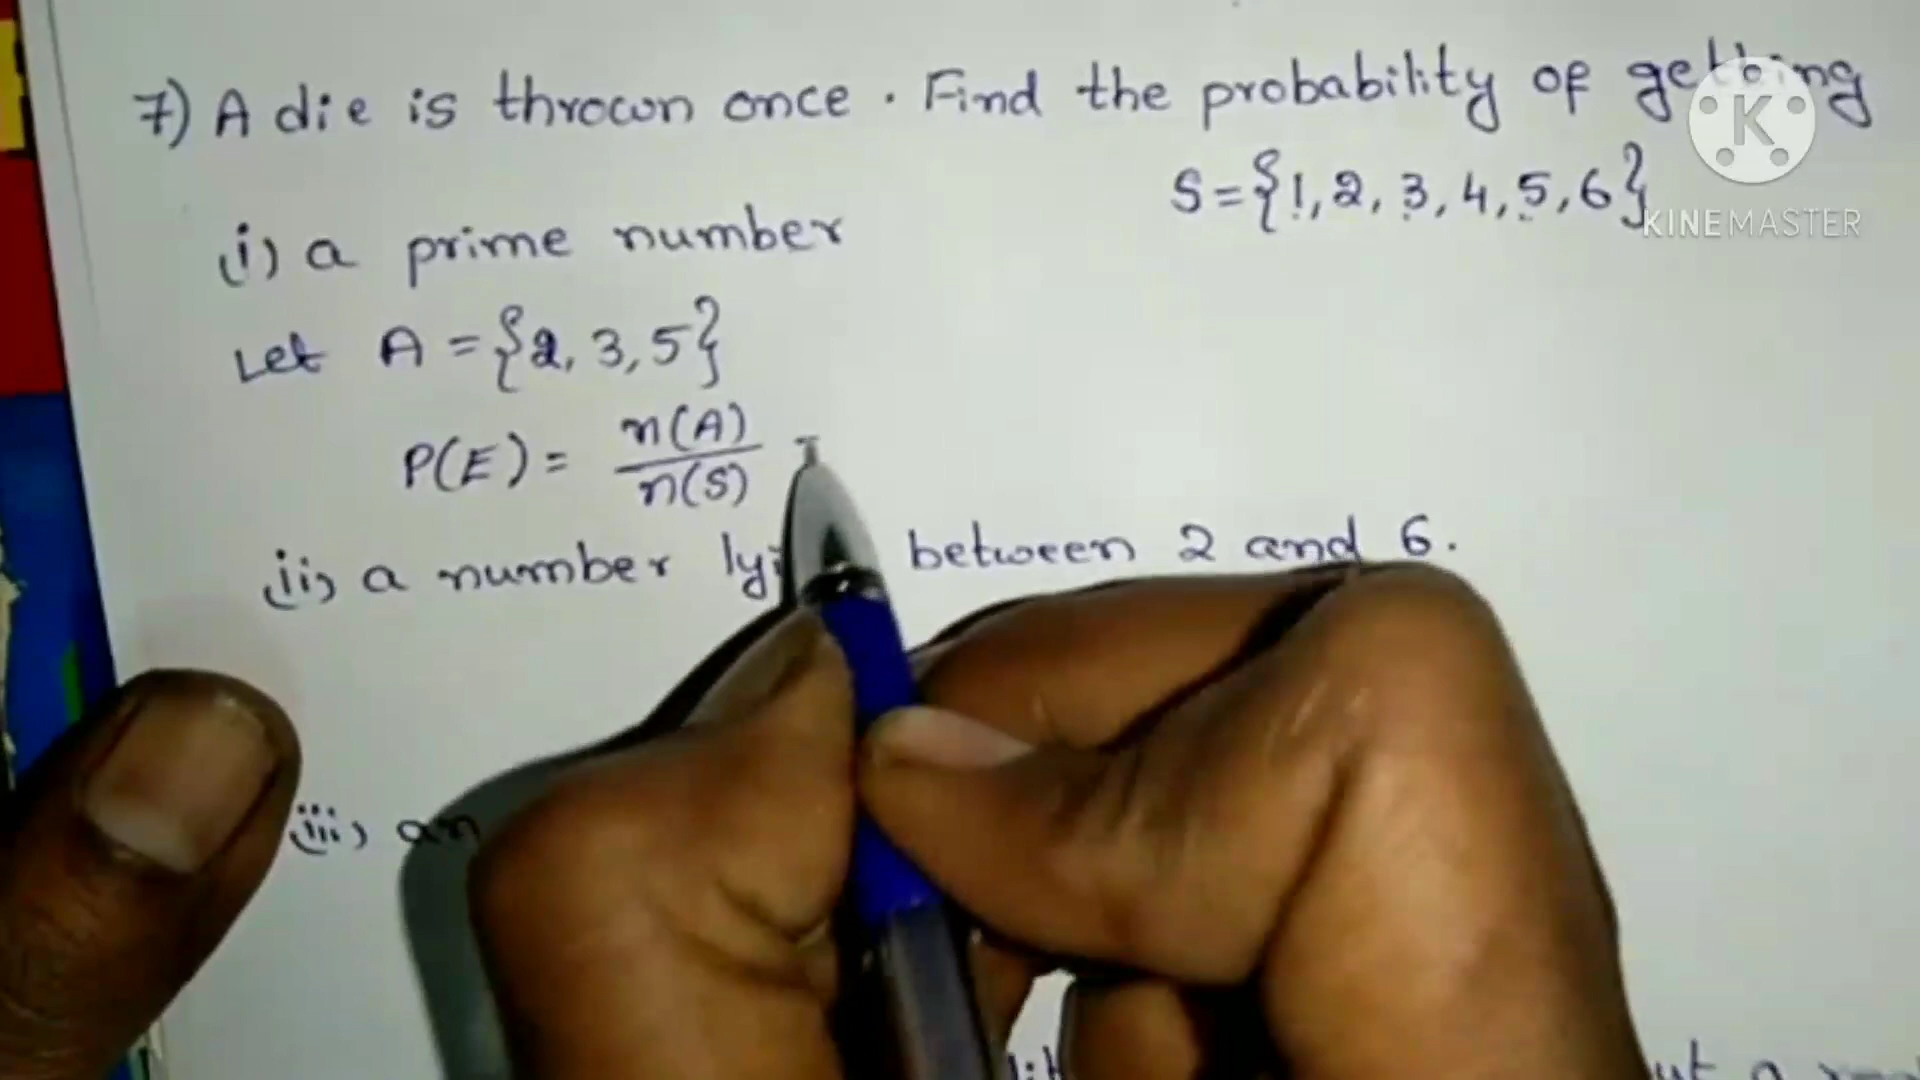 7) A die is thrown once. Find the probability of getting
S={1,2,3,4,5,6}
K
KINEMASTER
(i) a prime number
Let A={2,3,5}
P(E)= n(A)/n(S) =
(ii) a number between 2 and 6.
(iii) an